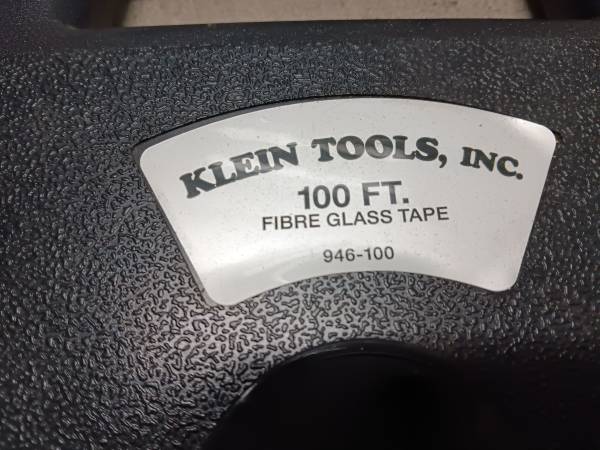 KLEIN TOOLS, INC.
100 FT.
FIBRE GLASS TAPE
946-100